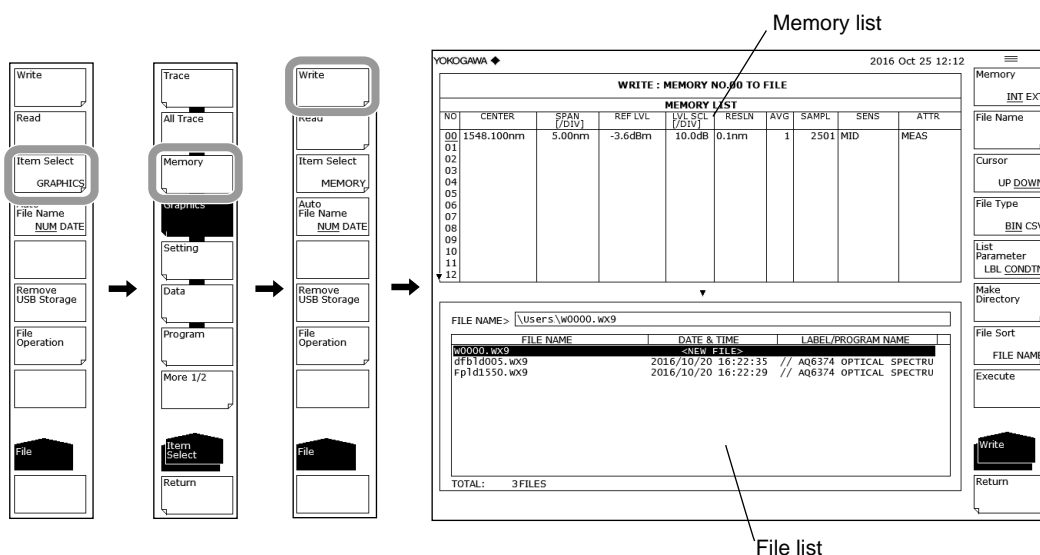 Memory list
Write
Read
Item Select
GRAPHICS
Auto
File Name
NUM DATE
Remove
USB Storage
File
Operation
File
Trace
All Trace
Memory
Graphics
Setting
Data
Program
More 1/2
Item
Select
Return
Write
Read
Item Select
MEMORY
Auto
File Name
NUM DATE
Remove
USB Storage
File
Operation
File
YOKOGAWA ◆ 2016 Oct 25 12:12
WRITE : MEMORY NO.00 TO FILE
MEMORY LIST
NO CENTER SPAN [/DIV] REF LVL LVL SCL [/DIV] RESLN AVG SAMPL SENS ATTR
00 1548.100nm 5.00nm -3.6dBm 10.0dB 0.1nm 1 2501 MID MEAS
01
02
03
04
05
06
07
08
09
10
11
12
FILE NAME> \Users\W0000.WX9
FILE NAME DATE & TIME LABEL/PROGRAM NAME
W0000.WX9 <NEW FILE>
dfbld005.WX9 2016/10/20 16:22:35 // AQ6374 OPTICAL SPECTRU
Fpld1550.WX9 2016/10/20 16:22:29 // AQ6374 OPTICAL SPECTRU
TOTAL: 3FILES
Memory
INT EXT
File Name
Cursor
UP DOWN
File Type
BIN CSV
List
Parameter
LBL CONDTN
Make
Directory
File Sort
FILE NAME
Execute
Write
Return
File list